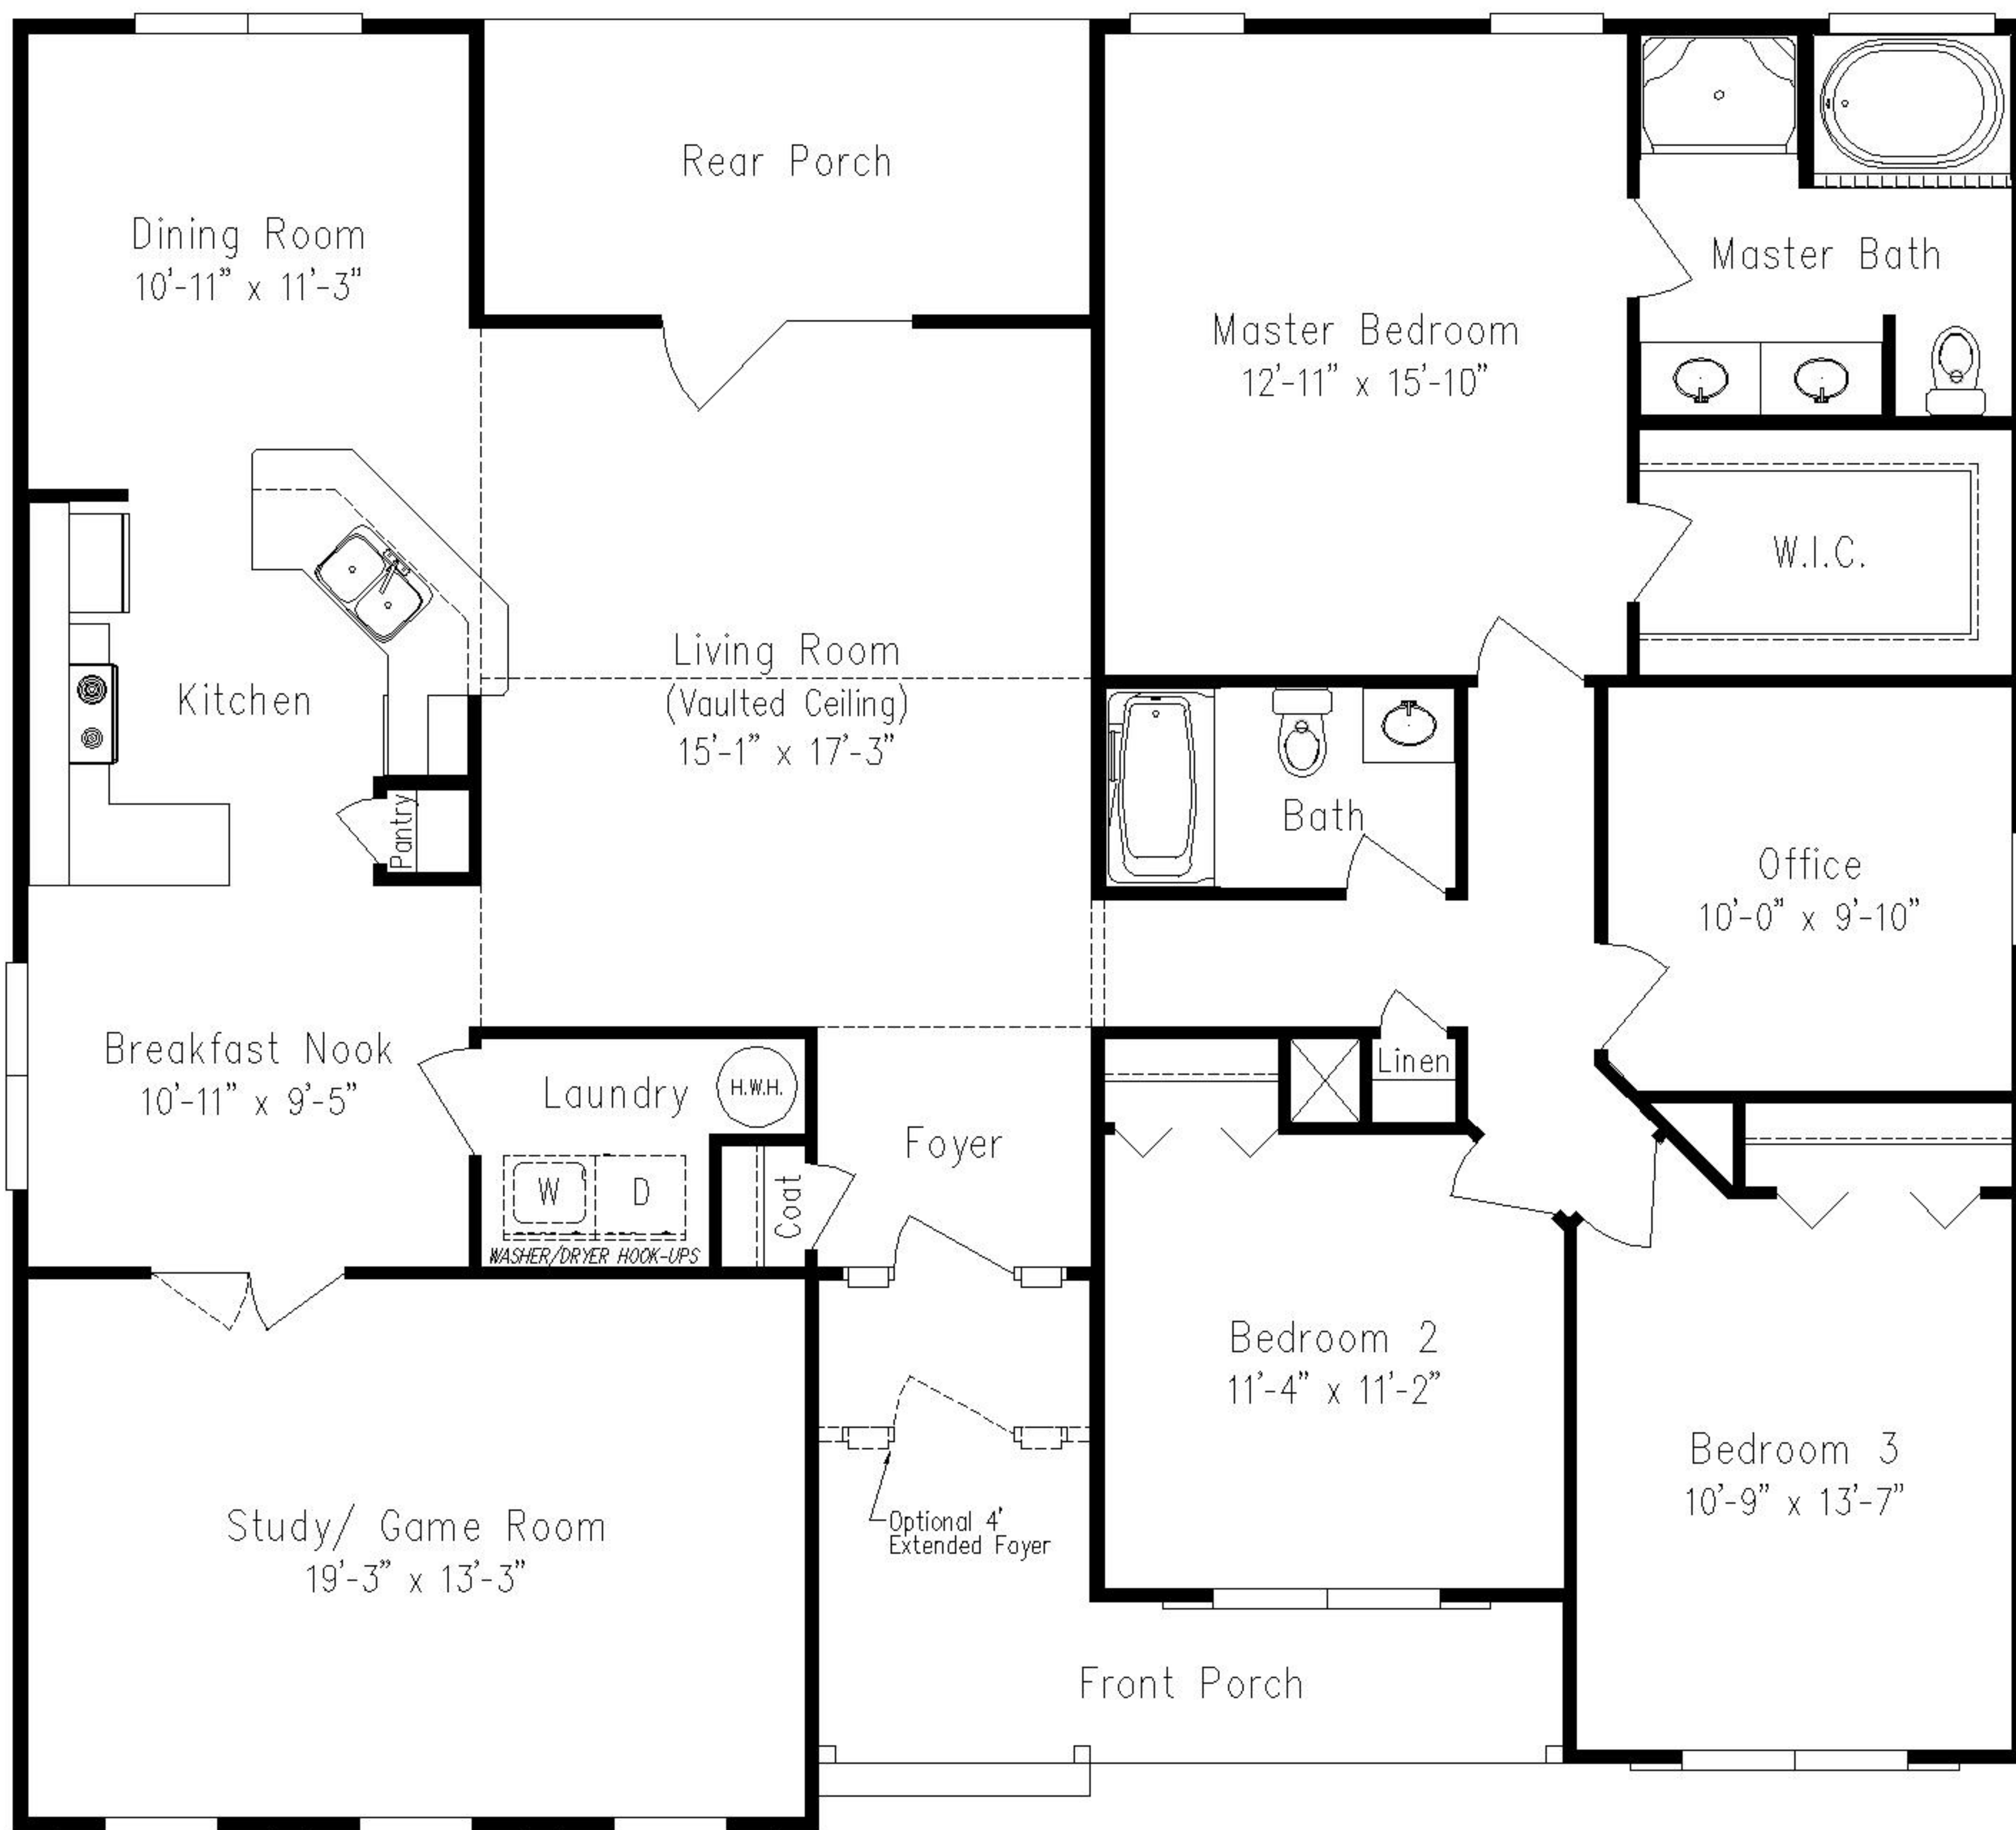 Rear Porch
Dining Room
10'-11" x 11'-3"
Master Bath
Master Bedroom
12'-11" x 15'-10"
W.I.C.
Living Room
(Vaulted Ceiling)
15'-1" x 17'-3"
Kitchen
Pantry
Bath
Office
10'-0" x 9'-10"
Breakfast Nook
10'-11" x 9'-5"
Laundry
H.W.H.
Linen
Foyer
W
D
Coat
WASHER/DRYER HOOK-UPS
Bedroom 2
11'-4" x 11'-2"
Bedroom 3
10'-9" x 13'-7"
Study/ Game Room
19'-3" x 13'-3"
Optional 4'
Extended Foyer
Front Porch